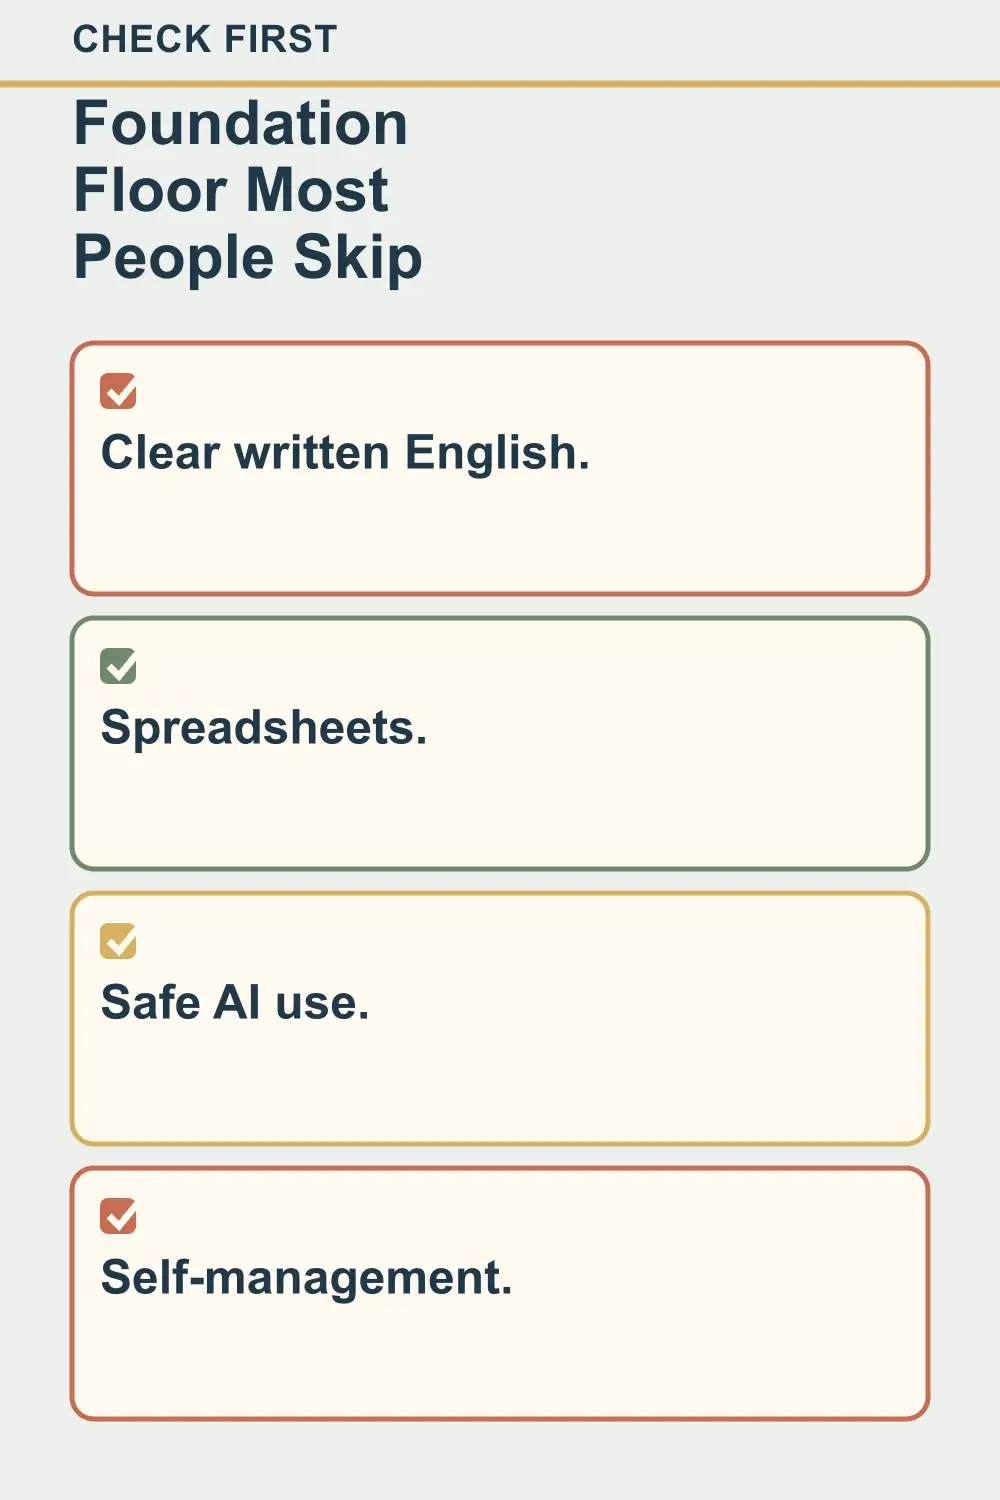 CHECK FIRST
Foundation
Floor Most
People Skip
Clear written English.
Spreadsheets.
Safe AI use.
Self-management.